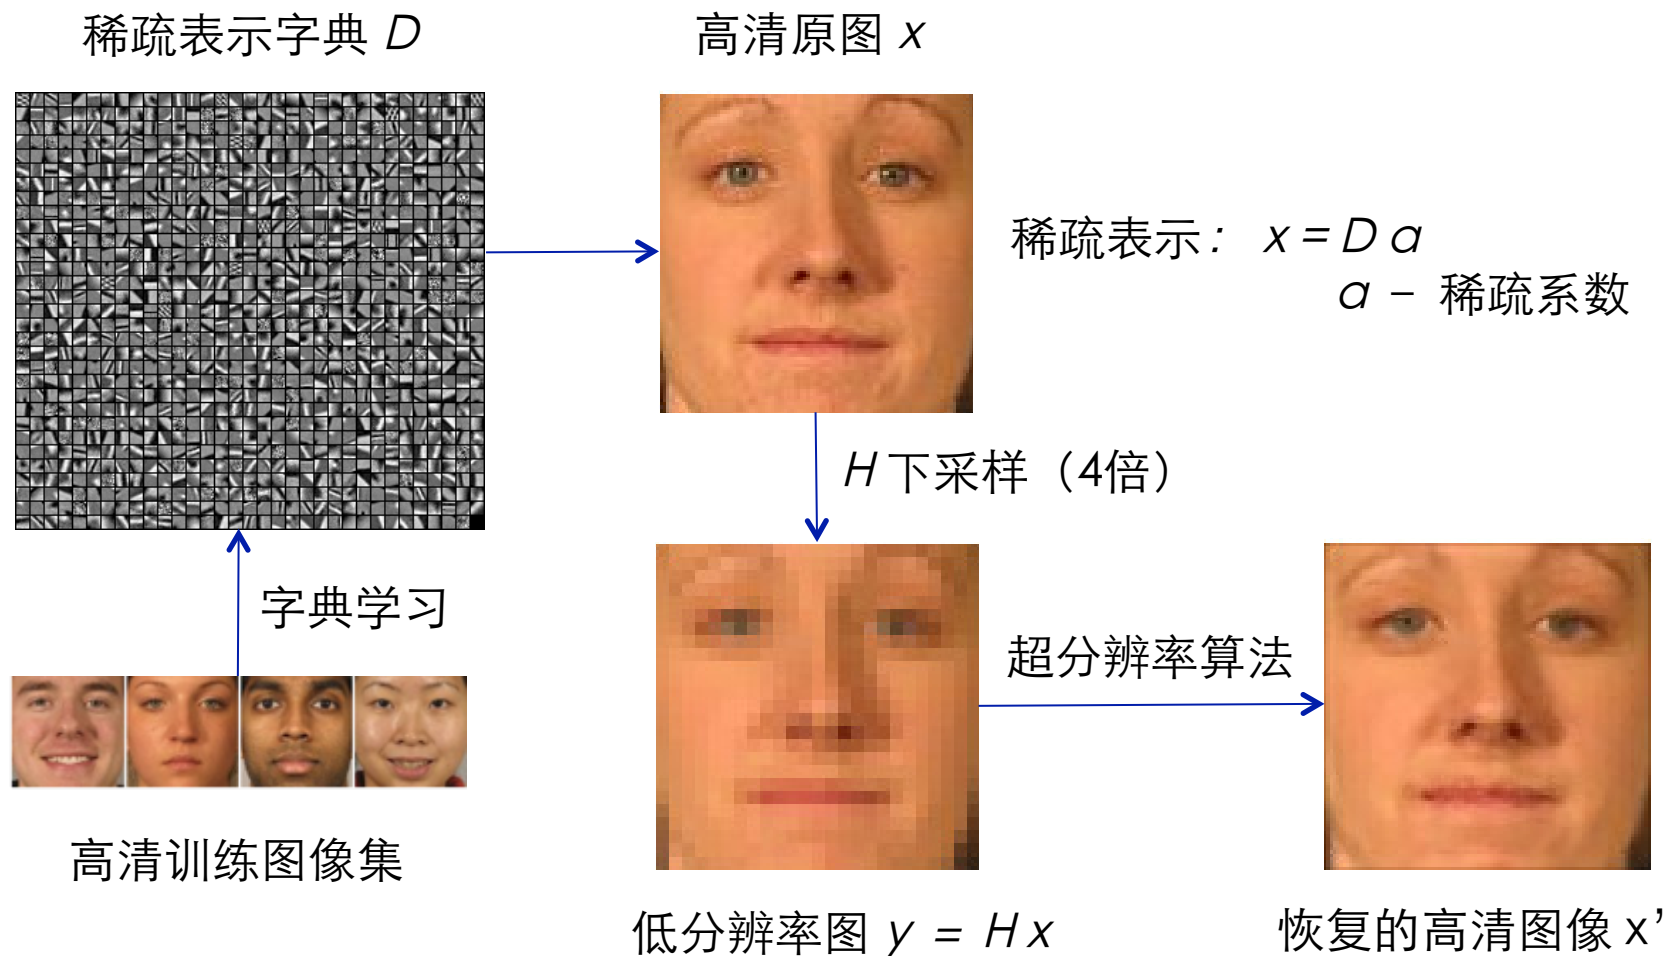 稀疏表示字典 D
高清原图 x
稀疏表示： x = D a
a - 稀疏系数
H 下采样（4倍）
字典学习
超分辨率算法
高清训练图像集
低分辨率图 y = H x
恢复的高清图像 x’